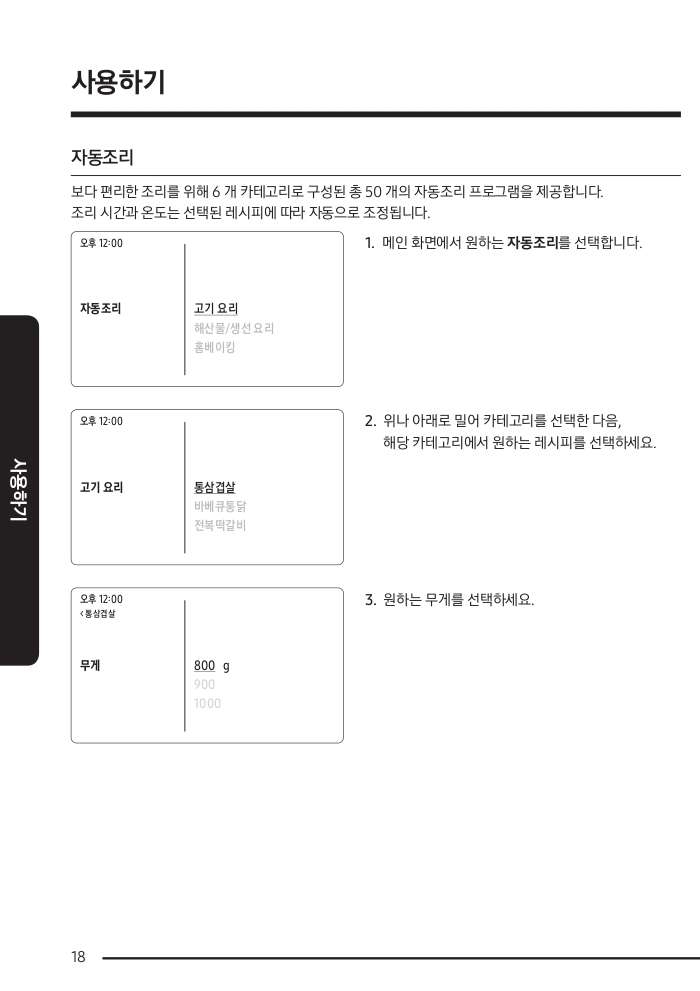 사용하기
자동조리
보다 편리한 조리를 위해 6 개 카테고리로 구성된 총 50 개의 자동조리 프로그램을 제공합니다.
조리 시간과 온도는 선택된 레시피에 따라 자동으로 조정됩니다.
오후 12:00
자동조리
고기 요리
해산물/생선 요리
홈베이킹
1. 메인 화면에서 원하는 자동조리를 선택합니다.
오후 12:00
고기 요리
통삼겹살
바베큐통닭
전복떡갈비
2. 위나 아래로 밀어 카테고리를 선택한 다음,
해당 카테고리에서 원하는 레시피를 선택하세요.
오후 12:00
< 통삼겹살
무게
800 g
900
1000
3. 원하는 무게를 선택하세요.
사용하기
18